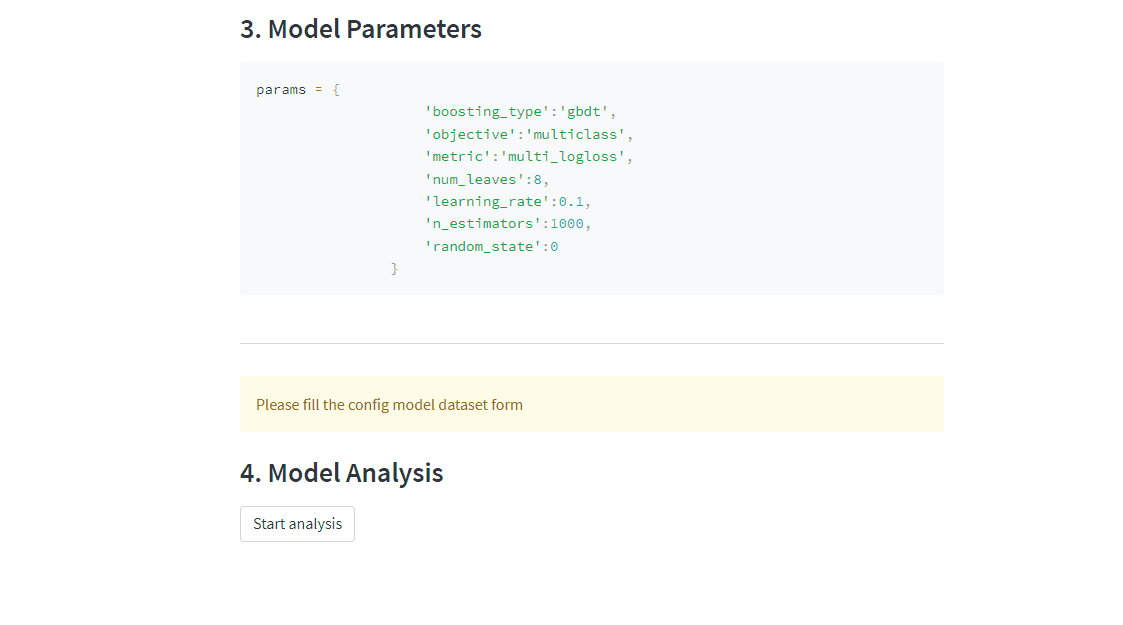 3. Model Parameters
params = {
'boosting_type':'gbdt',
'objective':'multiclass',
'metric':'multi_logloss',
'num_leaves':8,
'learning_rate':0.1,
'n_estimators':1000,
'random_state':0
}
Please fill the config model dataset form
4. Model Analysis
Start analysis